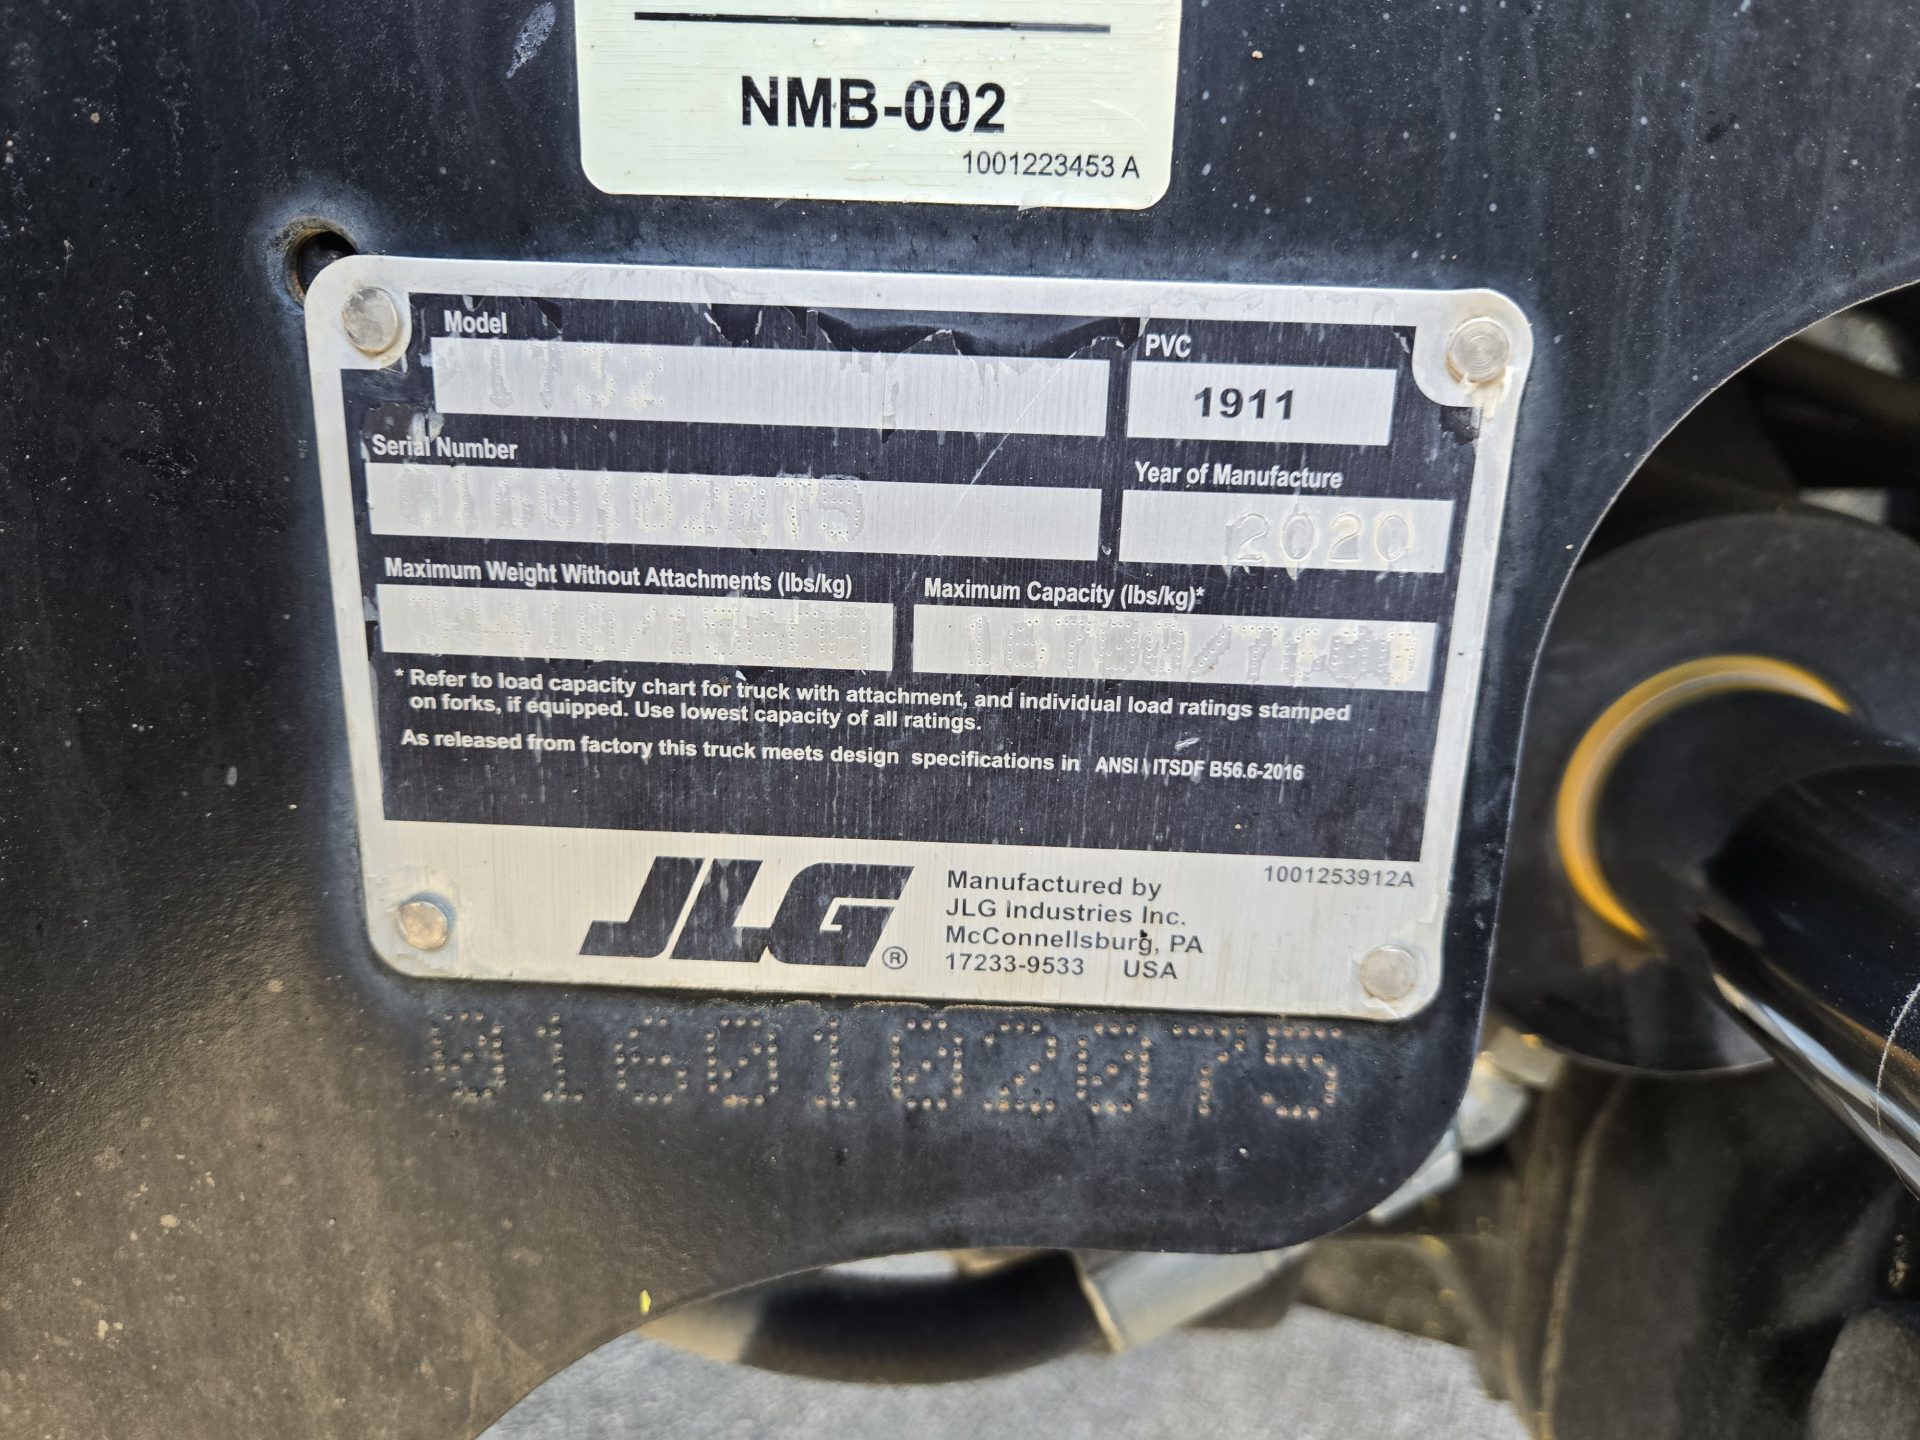 NMB-002
1001223453 A
Model
1732
PVC
1911
Serial Number
0160102075
Year of Manufacture
2020
Maximum Weight Without Attachments (lbs/kg)
Maximum Capacity (lbs/kg)*
* Refer to load capacity chart for truck with attachment, and individual load ratings stamped
on forks, if equipped. Use lowest capacity of all ratings.
As released from factory this truck meets design specifications in ANSI \ ITSDF B56.6-2016
JLG®
Manufactured by
JLG Industries Inc.
McConnellsburg, PA
17233-9533 USA
1001253912A
0160102075